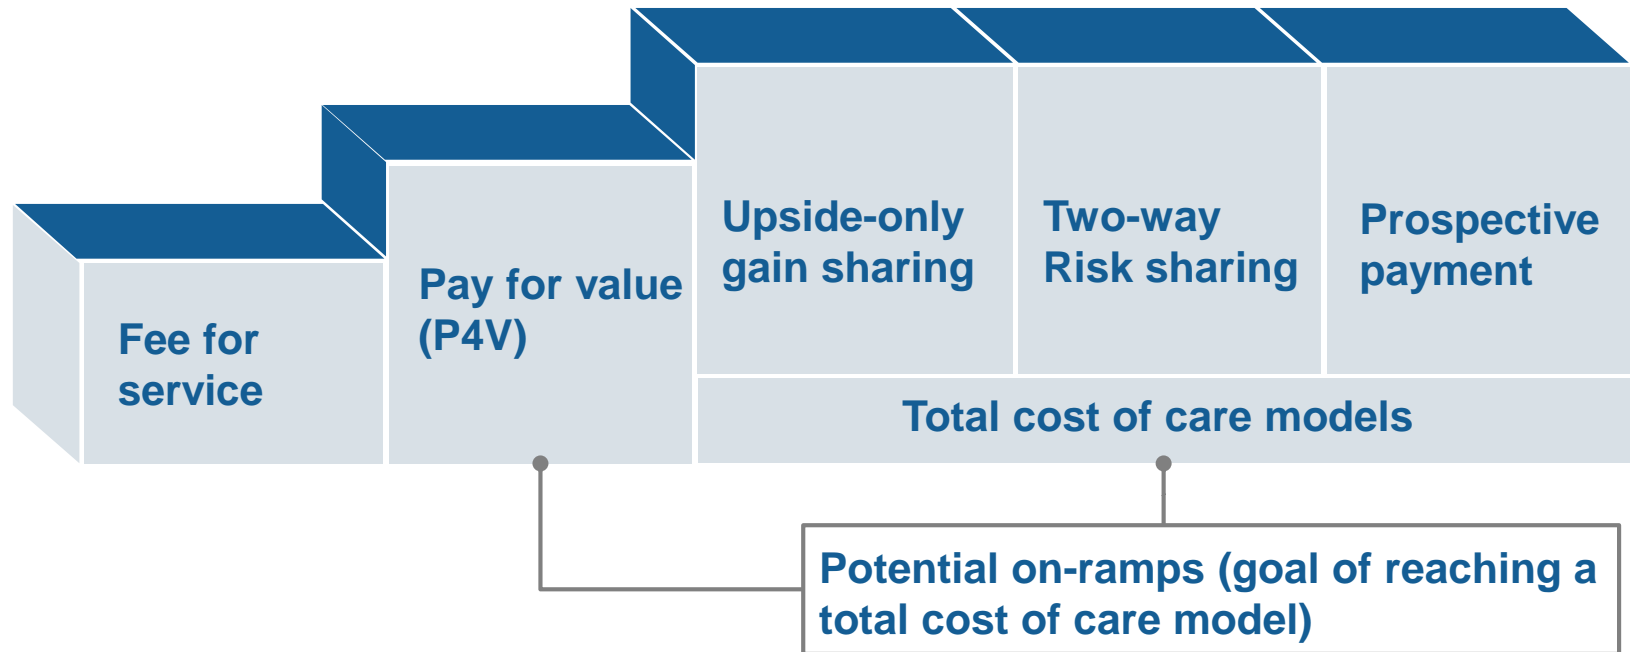 Fee for
service
Pay for value
(P4V)
Upside-only
gain sharing
Two-way
Risk sharing
Prospective
payment
Total cost of care models
Potential on-ramps (goal of reaching a
total cost of care model)